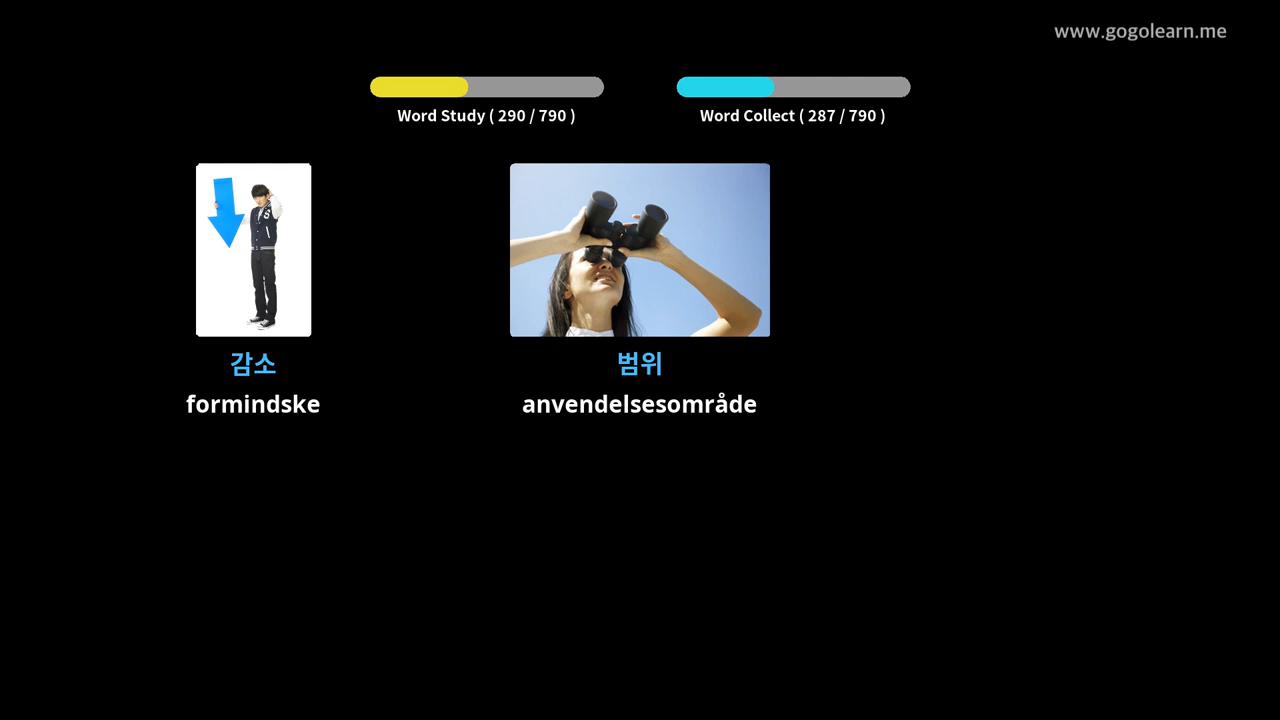 www.gogolearn.me
Word Study ( 290 / 790 )
Word Collect ( 287 / 790 )
감소
formindske
범위
anvendelsesområde